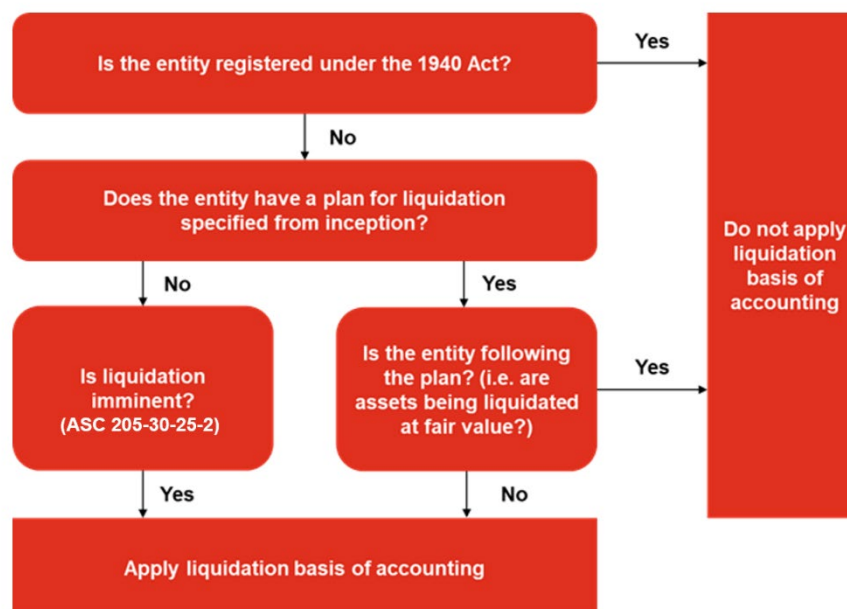 Is the entity registered under the 1940 Act?
Yes
No
Does the entity have a plan for liquidation
specified from inception?
Do not apply
liquidation
basis of
accounting
No
Yes
Is liquidation
imminent?
(ASC 205-30-25-2)
Is the entity following
the plan? (i.e. are
assets being liquidated
at fair value?)
Yes
Yes
No
Apply liquidation basis of accounting